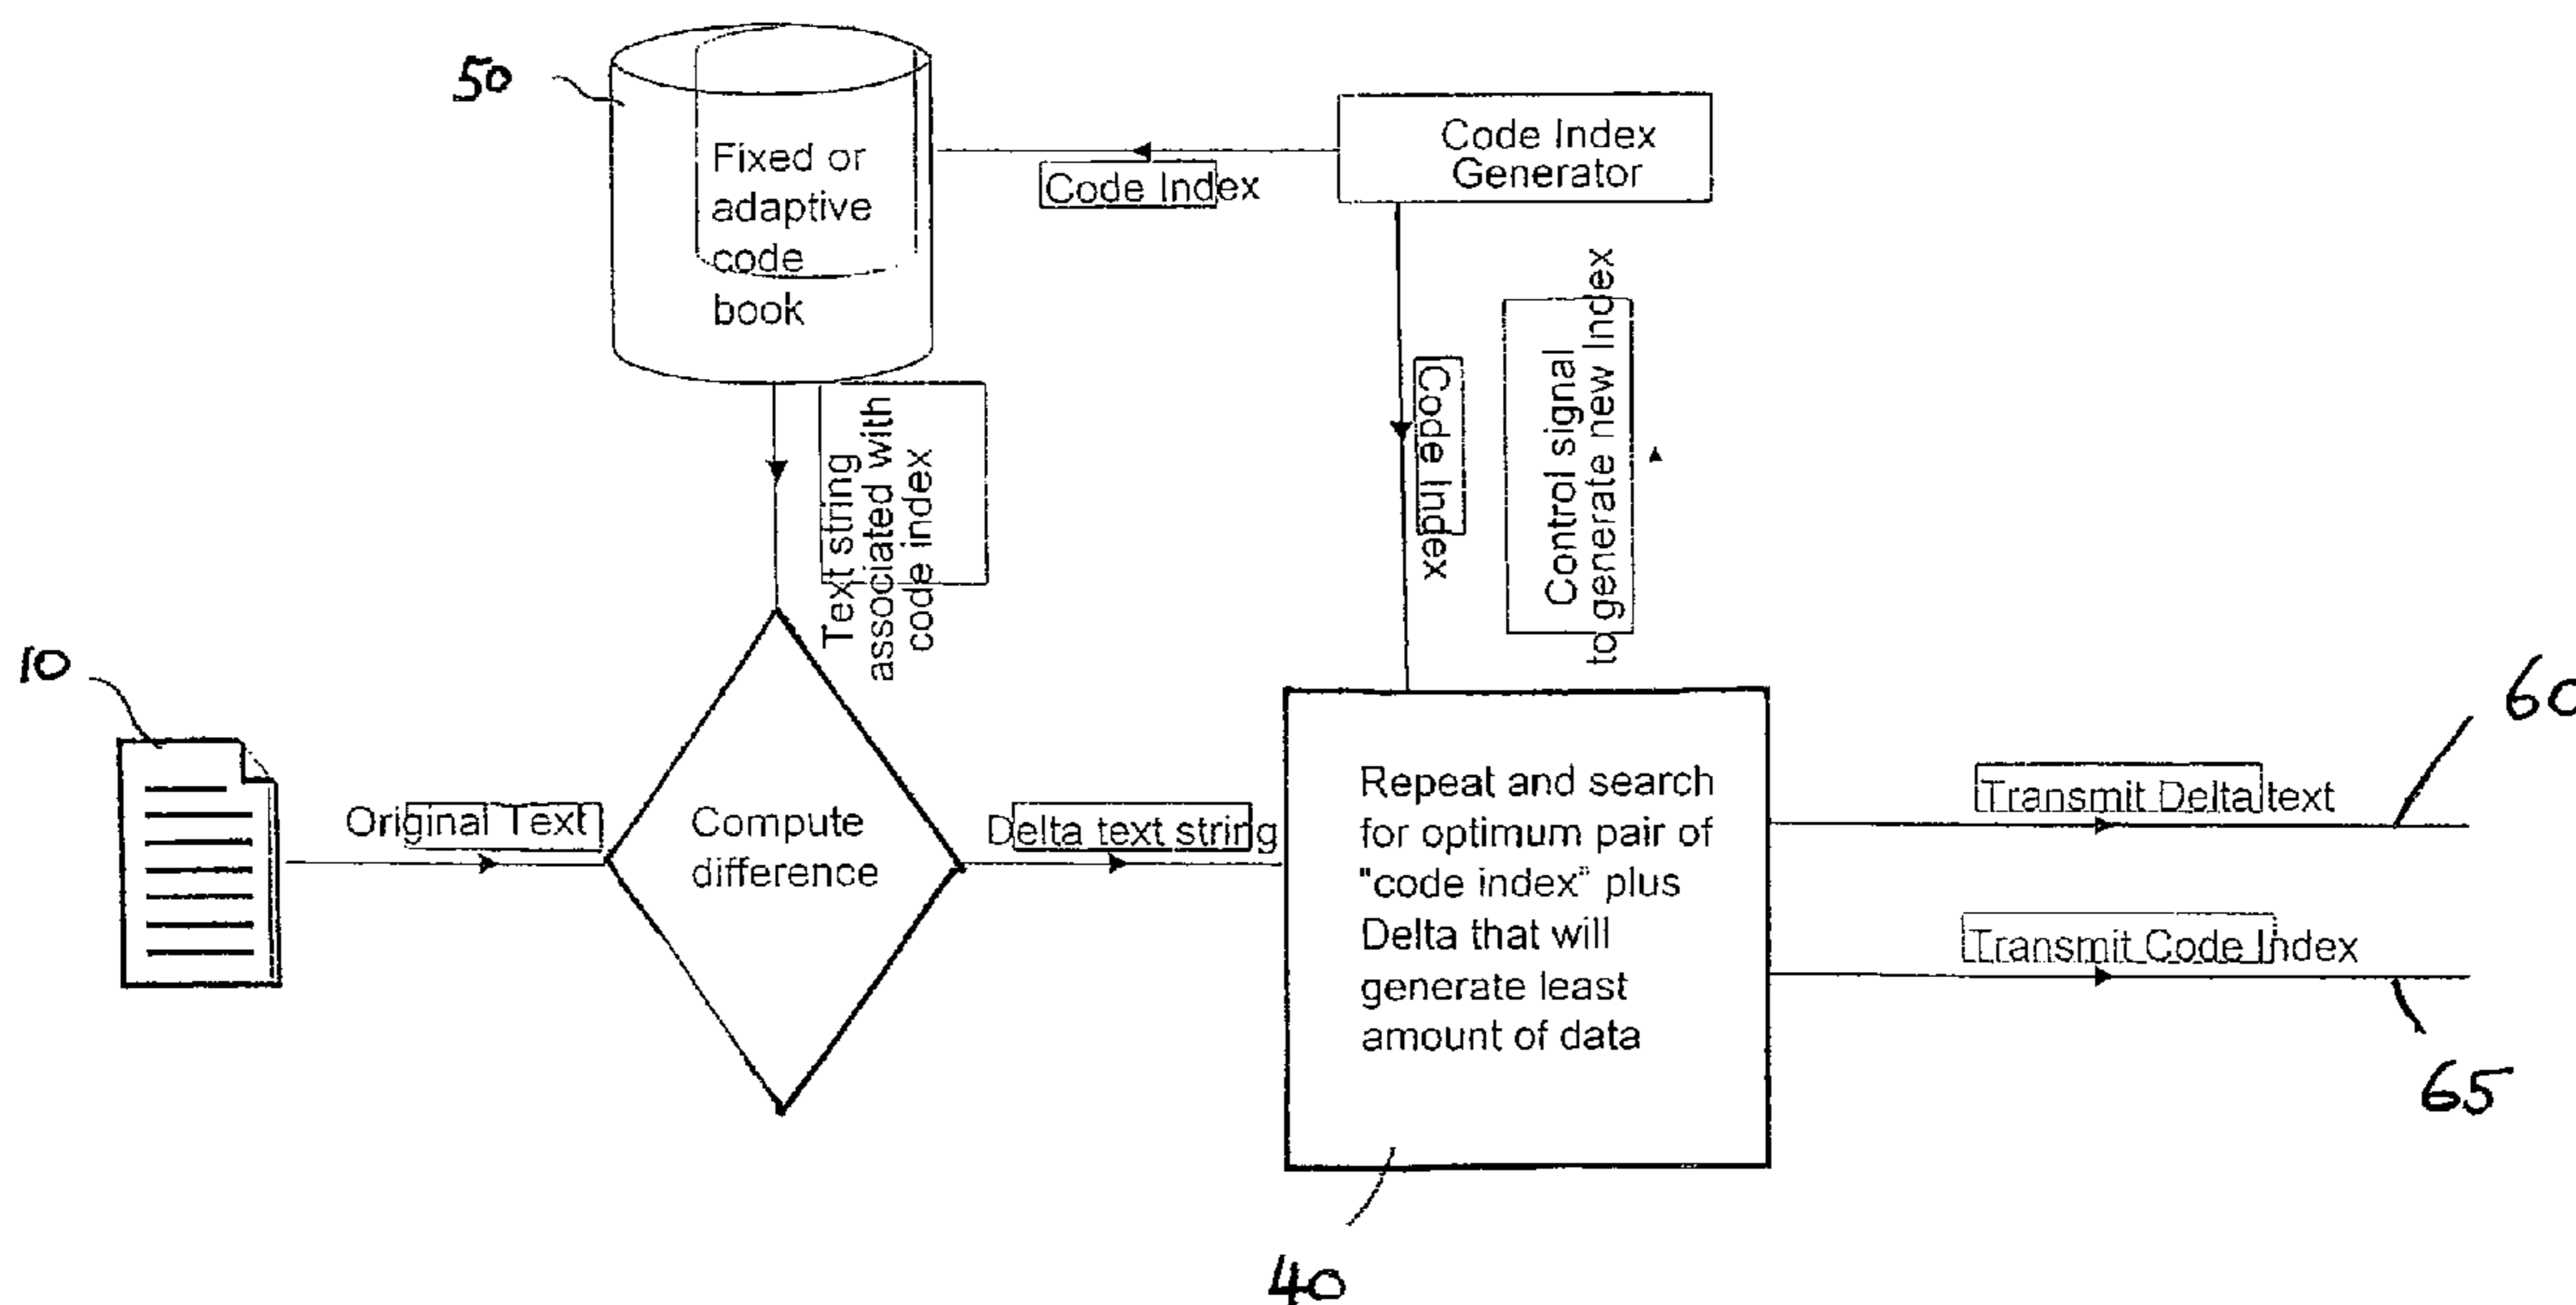 50
Fixed or
adaptive
code
book
Code Index
Code Index
Generator
Text string
associated with
code index
Code Index
Control signal
to generate new Index
10
Original Text
Compute
difference
Delta text string
Repeat and search
for optimum pair of
"code index" plus
Delta that will
generate least
amount of data
Transmit Delta text
60
Transmit Code Index
65
40